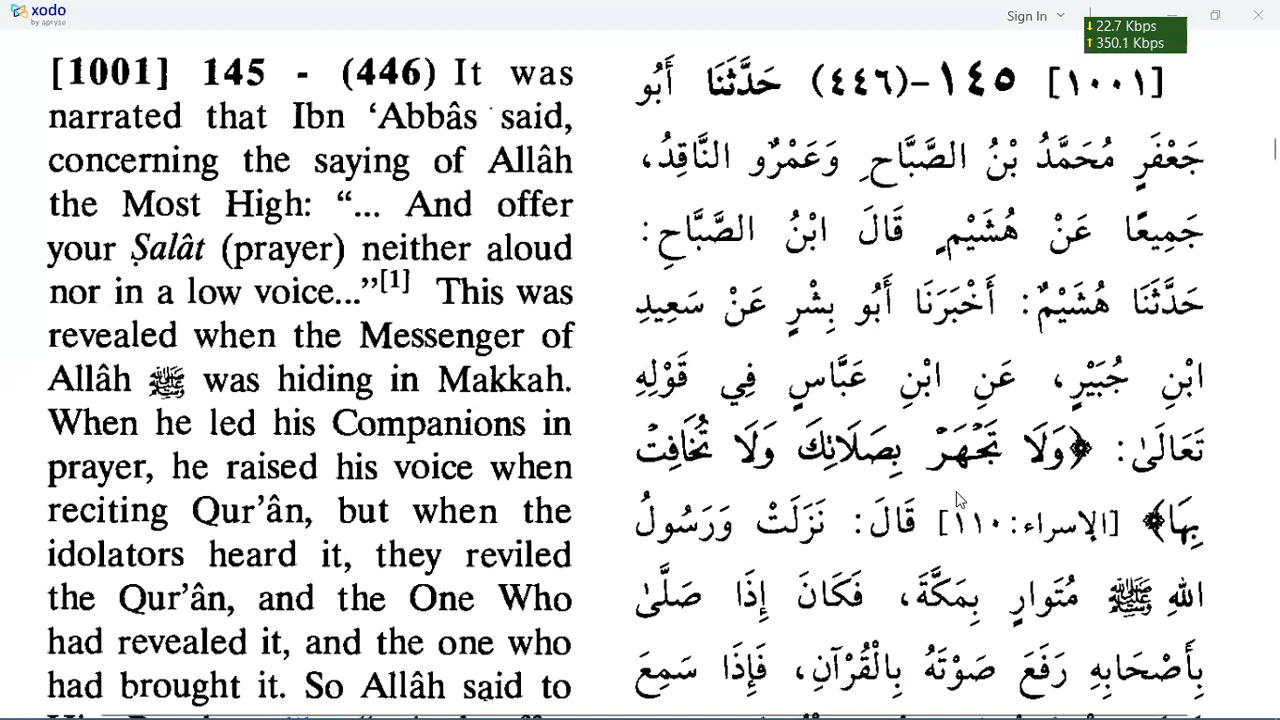 xodo
by apryse
Sign In
22.7 Kbps
350.1 Kbps
[1001] 145 - (446) It was
narrated that Ibn ‘Abbâs said,
concerning the saying of Allâh
the Most High: “... And offer
your Ṣalât (prayer) neither aloud
nor in a low voice...”[1] This was
revealed when the Messenger of
Allâh ﷺ was hiding in Makkah.
When he led his Companions in
prayer, he raised his voice when
reciting Qur’ân, but when the
idolators heard it, they reviled
the Qur’ân, and the One Who
had revealed it, and the one who
had brought it. So Allâh said to
[١٠٠١] ١٤٥-(٤٤٦) حَدَّثَنَا أَبُو
جَعْفَرٍ مُحَمَّدُ بْنُ الصَّبَّاحِ وَعَمْرٌو النَّاقِدُ،
جَمِيعًا عَنْ هُشَيْمٍ قَالَ ابْنُ الصَّبَّاحِ:
حَدَّثَنَا هُشَيْمٌ: أَخْبَرَنَا أَبُو بِشْرٍ عَنْ سَعِيدِ
ابْنِ جُبَيْرٍ، عَنِ ابْنِ عَبَّاسٍ فِي قَوْلِهِ
تَعَالَىٰ: ﴿وَلَا تَجْهَرْ بِصَلَاتِكَ وَلَا تُخَافِتْ
بِهَا﴾ [الإسراء:١١٠] قَالَ: نَزَلَتْ وَرَسُولُ
اللهِ ﷺ مُتَوارٍ بِمَكَّةَ، فَكَانَ إِذَا صَلَّىٰ
بِأَصْحَابِهِ رَفَعَ صَوْتَهُ بِالْقُرْآنِ، فَإِذَا سَمِعَ